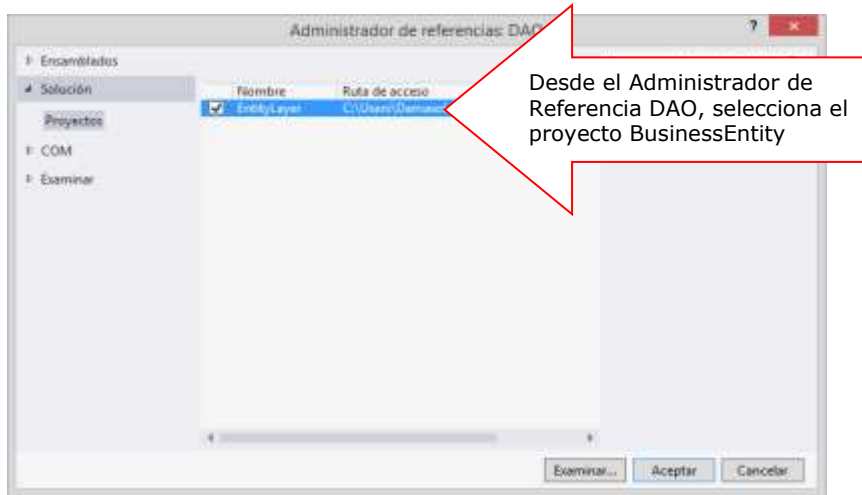 Administrador de referencias: DAO
?
Ensamblados
Solución
Proyectos
COM
Examinar
Nombre Ruta de acceso
EntityLayer C:\Users\
Desde el Administrador de
Referencia DAO, selecciona el
proyecto BusinessEntity
Examinar... Aceptar Cancelar